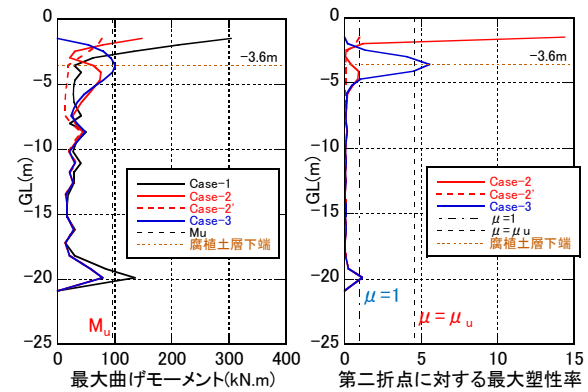 0
-5
-10
-15
-20
-25
GL(m)
-3.6m
Case-1
Case-2
Case-2'
Case-3
Mu
腐植土層下端
Mu
0 100 200 300 400
最大曲げモーメント(kN.m)
0
-5
-10
-15
-20
-25
GL(m)
-3.6m
Case-2
Case-2'
Case-3
μ=1
μ=μu
腐植土層下端
μ=1
μ=μu
0 5 10 15
第二折点に対する最大塑性率